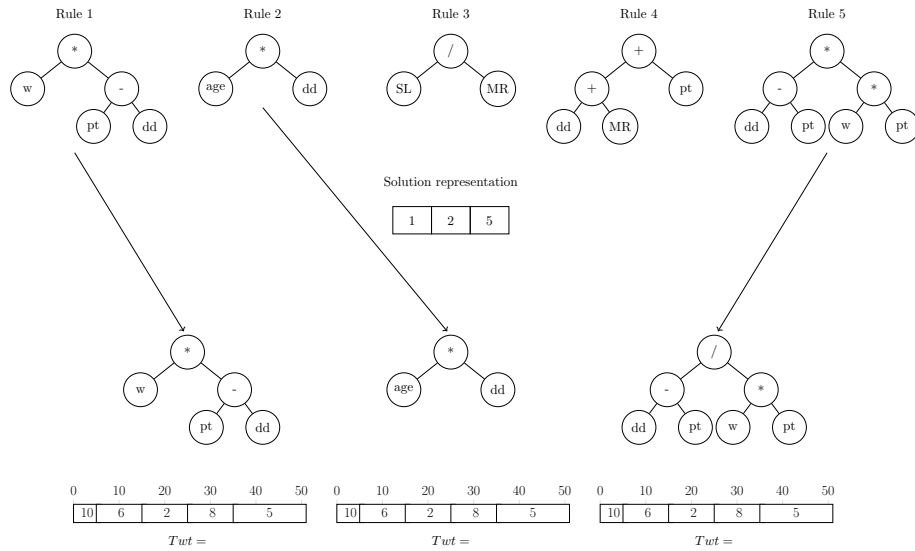 Rule 1 Rule 2 Rule 3 Rule 4 Rule 5
* * / + *
w - age dd SL MR + pt - *
pt dd dd MR dd pt w pt
Solution representation
1 2 5
* * /
w - age dd - *
pt dd dd pt w pt
0 10 20 30 40 50 0 10 20 30 40 50 0 10 20 30 40 50
10 6 2 8 5 10 6 2 8 5 10 6 2 8 5
Twt = Twt = Twt =